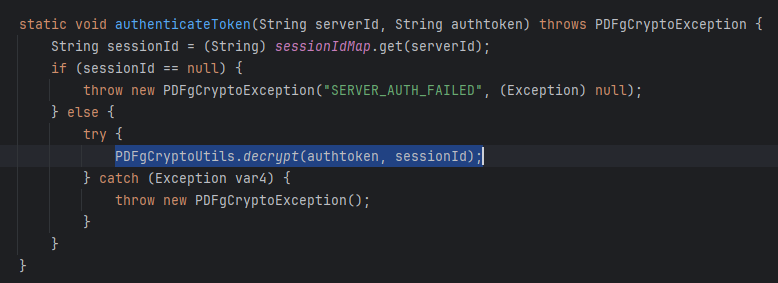 static void authenticateToken(String serverId, String authtoken) throws PDFgCryptoException {
    String sessionId = (String) sessionIdMap.get(serverId);
    if (sessionId == null) {
        throw new PDFgCryptoException("SERVER_AUTH_FAILED", (Exception) null);
    } else {
        try {
            PDFgCryptoUtils.decrypt(authtoken, sessionId);
        } catch (Exception var4) {
            throw new PDFgCryptoException();
        }
    }
}